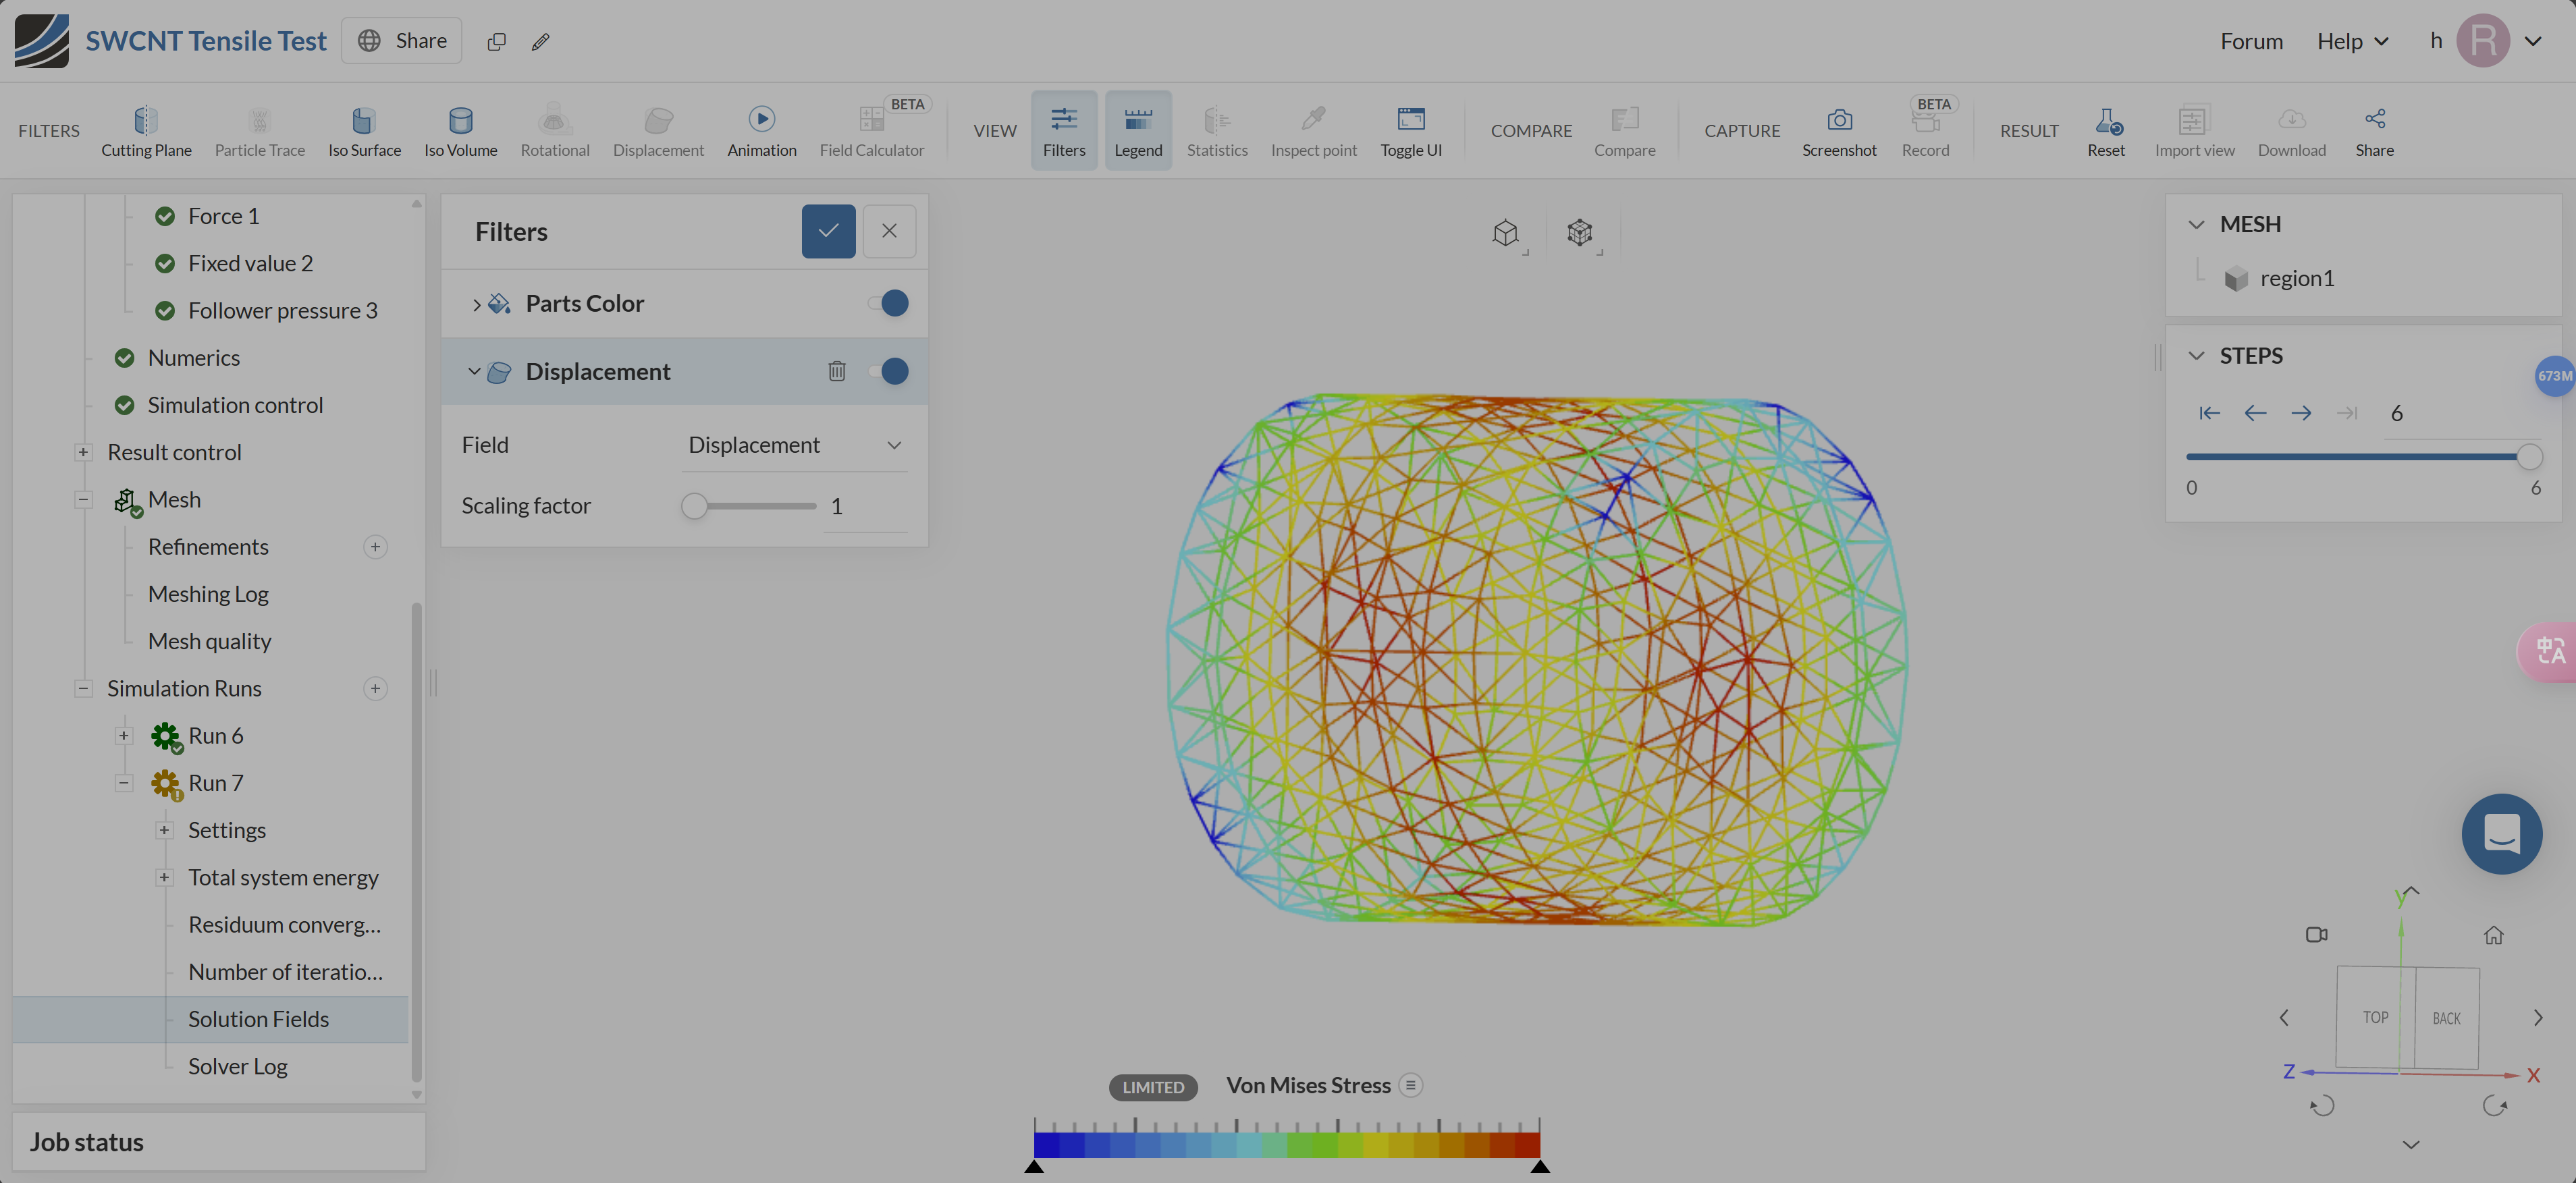 SWCNT Tensile Test
Share
Forum
Help
h
R
FILTERS
Cutting Plane
Particle Trace
Iso Surface
Iso Volume
Rotational
Displacement
Animation
Field Calculator
BETA
VIEW
Filters
Legend
Statistics
Inspect point
Toggle UI
COMPARE
Compare
CAPTURE
Screenshot
Record
BETA
RESULT
Reset
Import view
Download
Share
Force 1
Fixed value 2
Follower pressure 3
Numerics
Simulation control
Result control
Mesh
Refinements
Meshing Log
Mesh quality
Simulation Runs
Run 6
Run 7
Settings
Total system energy
Residuum converg...
Number of iteratio...
Solution Fields
Solver Log
Job status
Filters
Parts Color
Displacement
Field
Displacement
Scaling factor
1
MESH
region1
STEPS
6
0
6
673M
中A
LIMITED
Von Mises Stress
y
TOP
BACK
Z
X